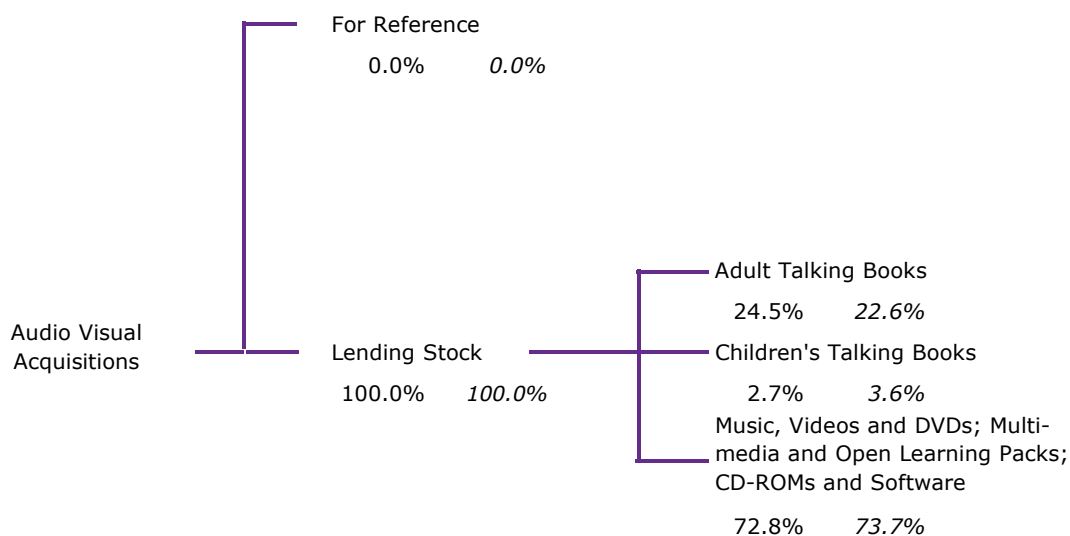 For Reference
0.0% 0.0%
Adult Talking Books
24.5% 22.6%
Audio Visual
Acquisitions
Lending Stock
100.0% 100.0%
Children's Talking Books
2.7% 3.6%
Music, Videos and DVDs; Multi-
media and Open Learning Packs;
CD-ROMs and Software
72.8% 73.7%